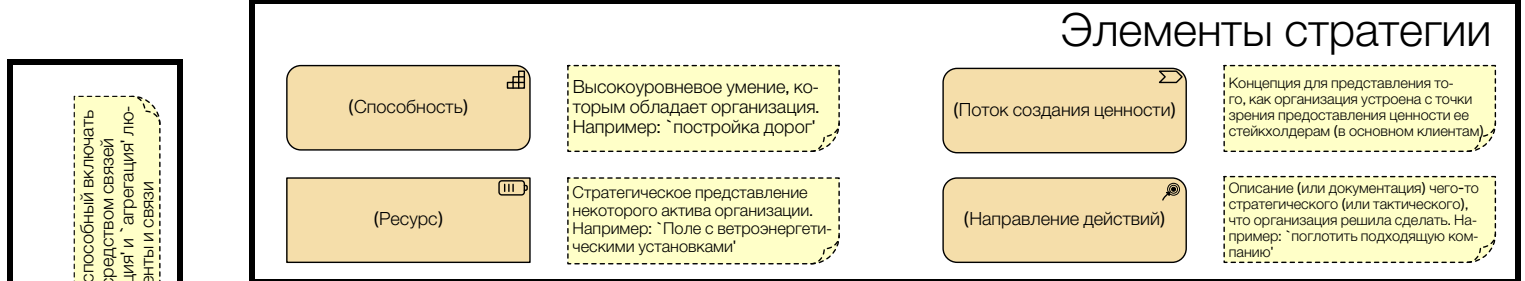 способный включать
средством связей
ция' и `агрегация' лю-
енты и связи
Элементы стратегии
(Способность)
Высокоуровневое умение, ко-
торым обладает организация.
Например: `постройка дорог'
(Поток создания ценности)
Концепция для представления то-
го, как организация устроена с точки
зрения предоставления ценности ее
стейкхолдерам (в основном клиентам)
(Ресурс)
Стратегическое представление
некоторого актива организации.
Например: `Поле с ветроэнергети-
ческими установками'
(Направление действий)
Описание (или документация) чего-то
стратегического (или тактического),
что организация решила сделать. На-
пример: `поглотить подходящую ком-
панию'